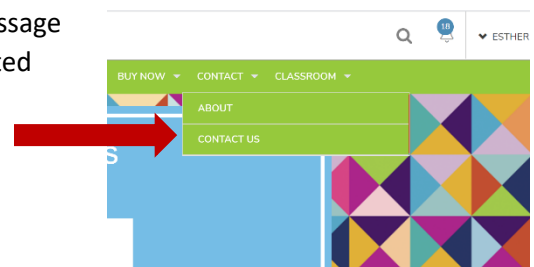 ssage
ted
18
ESTHER
BUY NOW CONTACT CLASSROOM
ABOUT
CONTACT US
S